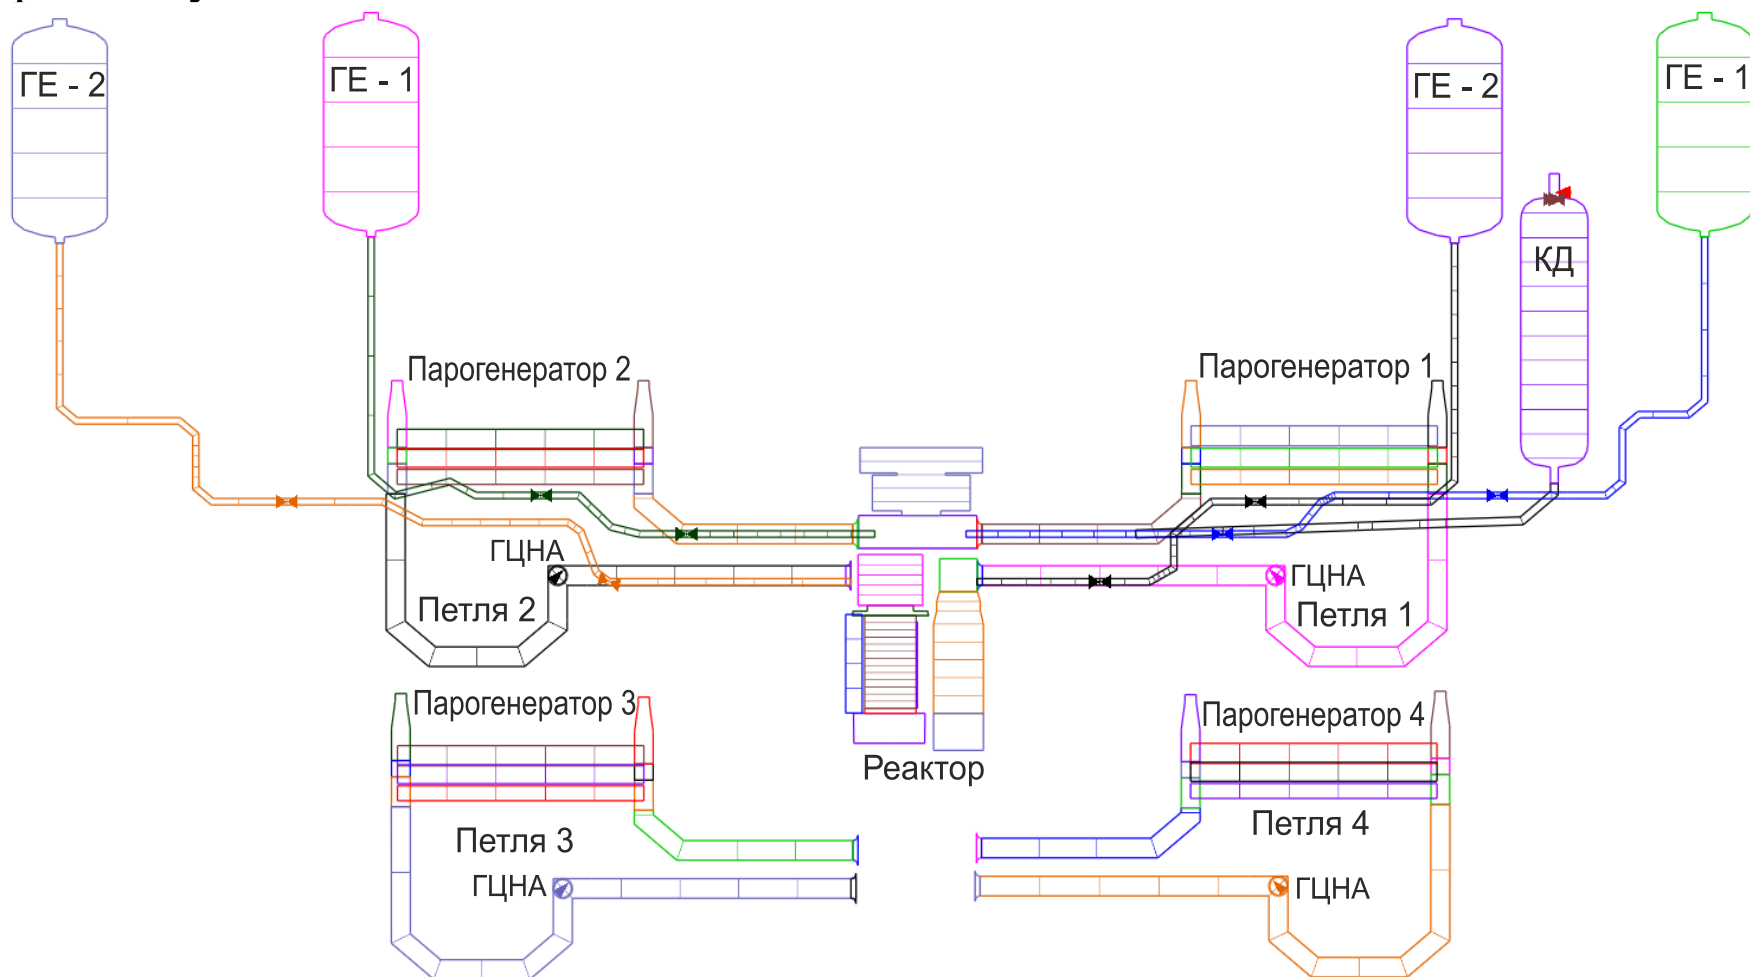 ГЕ - 2
ГЕ - 1
ГЕ - 2
ГЕ - 1
КД
Парогенератор 2
Парогенератор 1
ГЦНА
ГЦНА
Петля 2
Петля 1
Парогенератор 3
Парогенератор 4
Реактор
Петля 3
Петля 4
ГЦНА
ГЦНА